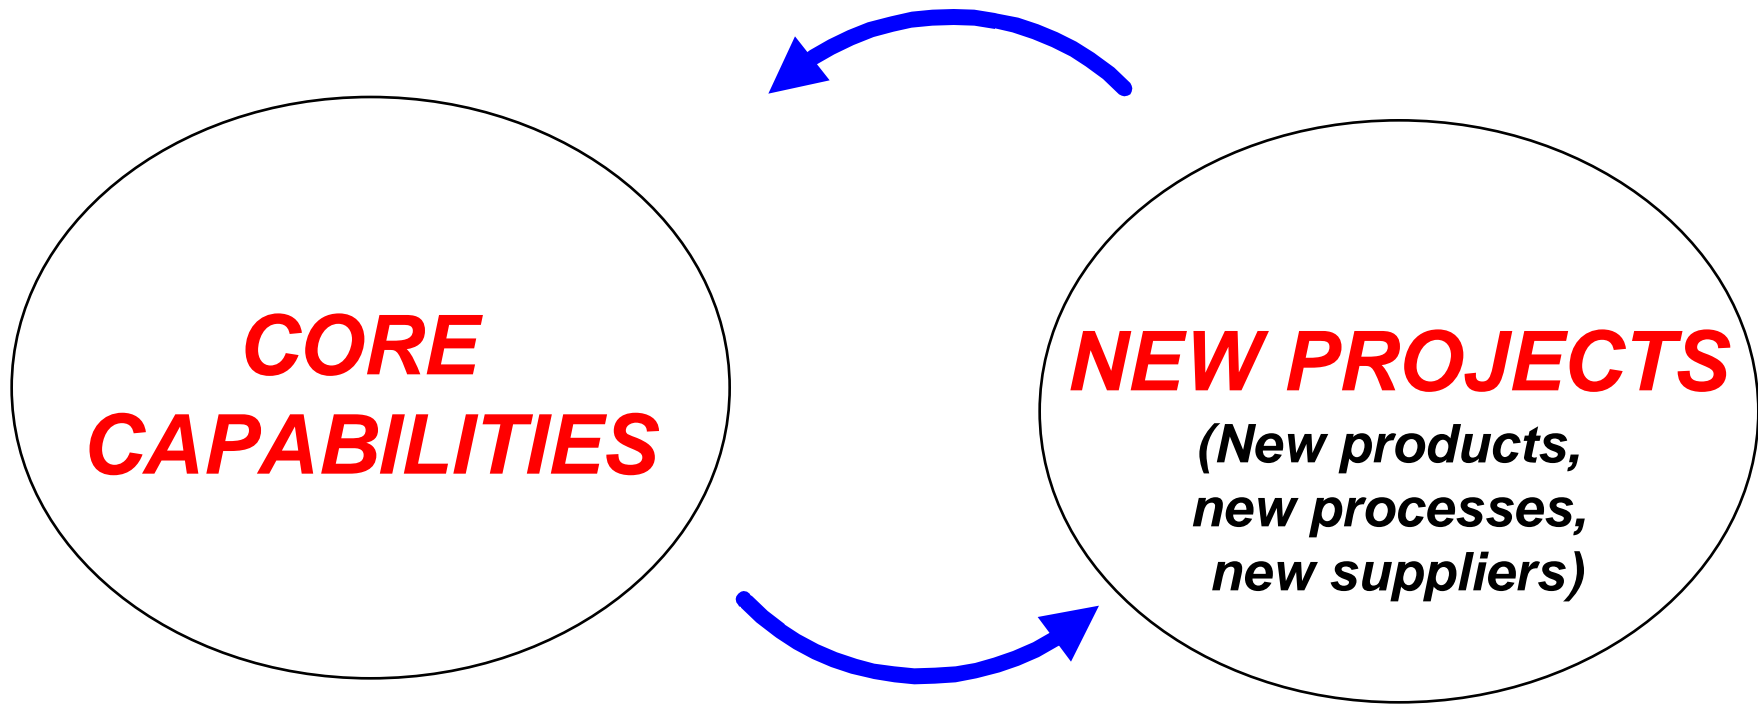 CORE
CAPABILITIES
NEW PROJECTS
(New products,
new processes,
new suppliers)